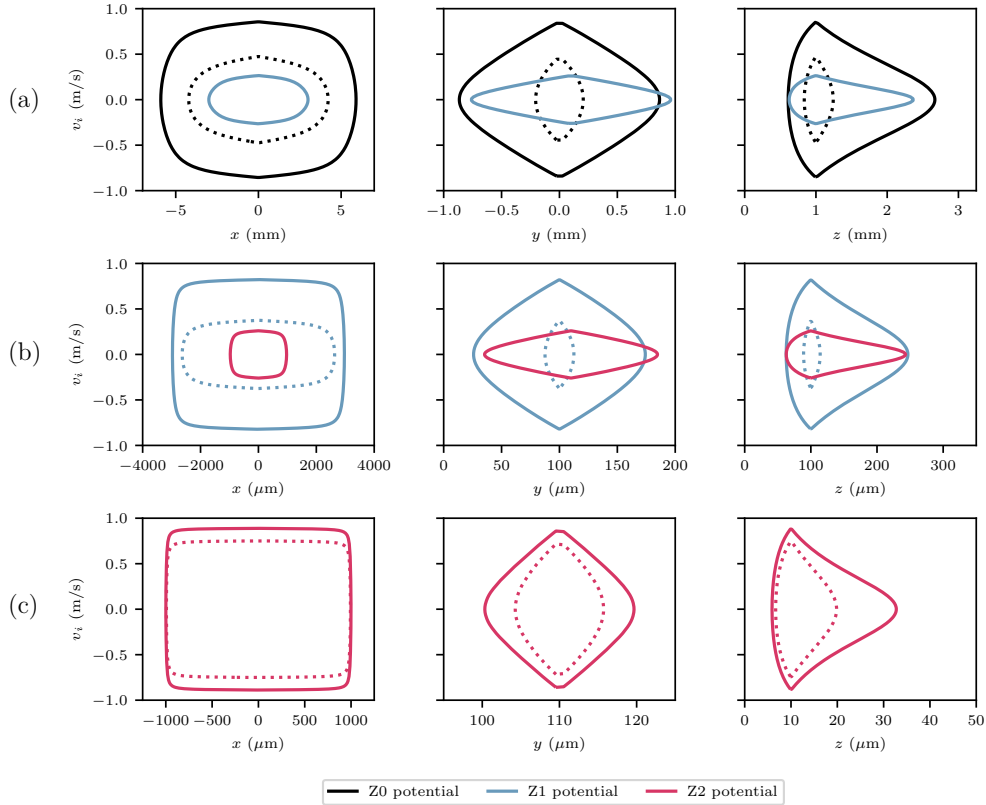 (a)
v_i (m/s)
1.0
0.5
0.0
−0.5
−1.0
−5 0 5
x (mm)
−1.0 −0.5 0.0 0.5 1.0
y (mm)
0 1 2 3
z (mm)
(b)
v_i (m/s)
1.0
0.5
0.0
−0.5
−1.0
−4000 −2000 0 2000 4000
x (μm)
0 50 100 150 200
y (μm)
0 100 200 300
z (μm)
(c)
v_i (m/s)
1.0
0.5
0.0
−0.5
−1.0
−1000 −500 0 500 1000
x (μm)
100 110 120
y (μm)
0 10 20 30 40 50
z (μm)
Z0 potential Z1 potential Z2 potential